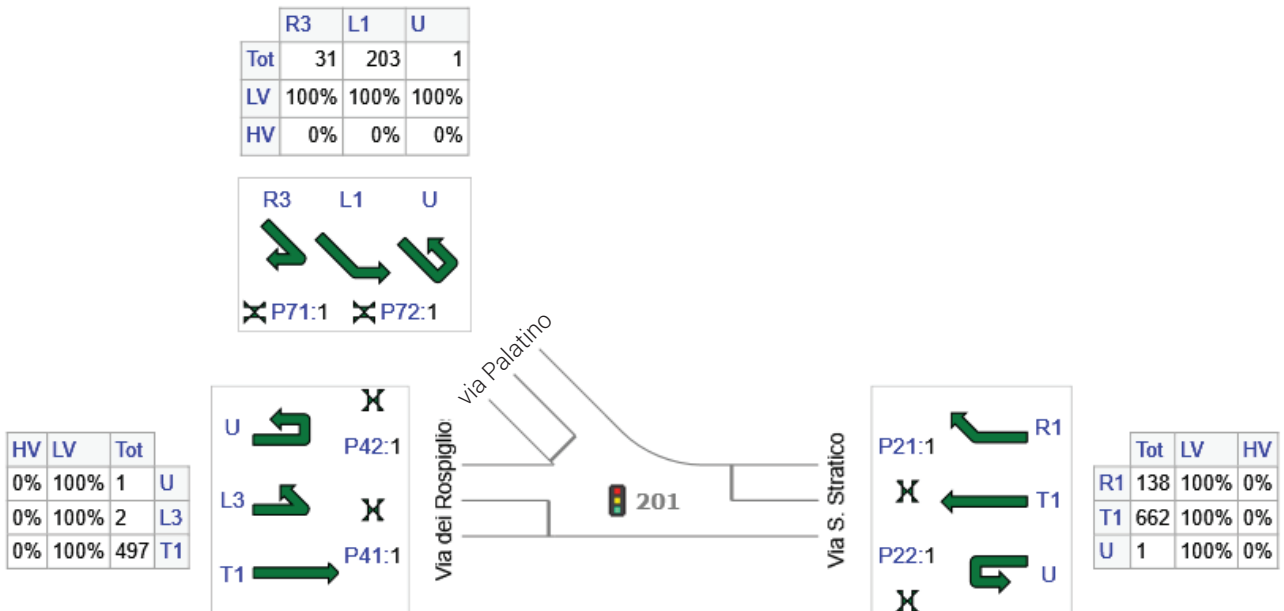 R3 L1 U
Tot 31 203 1
LV 100% 100% 100%
HV 0% 0% 0%
R3 L1 U
P71:1 P72:1
via Palatino
HV LV Tot
0% 100% 1 U
0% 100% 2 L3
0% 100% 497 T1
U
P42:1
L3
P41:1
T1
Via dei Rospiglio
201
Via S. Stratico
P21:1 R1
T1
P22:1
U
Tot LV HV
R1 138 100% 0%
T1 662 100% 0%
U 1 100% 0%